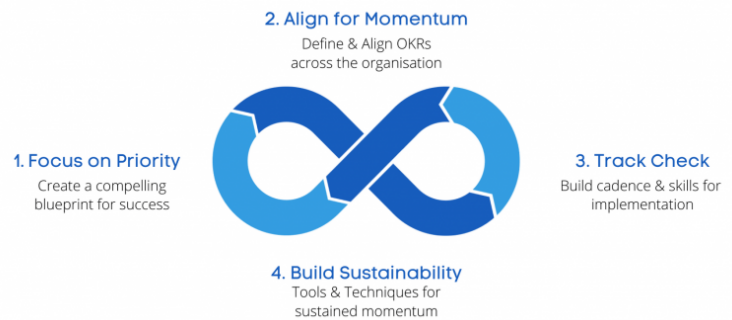 2. Align for Momentum
Define & Align OKRs
across the organisation
1. Focus on Priority
Create a compelling
blueprint for success
3. Track Check
Build cadence & skills for
implementation
4. Build Sustainability
Tools & Techniques for
sustained momentum